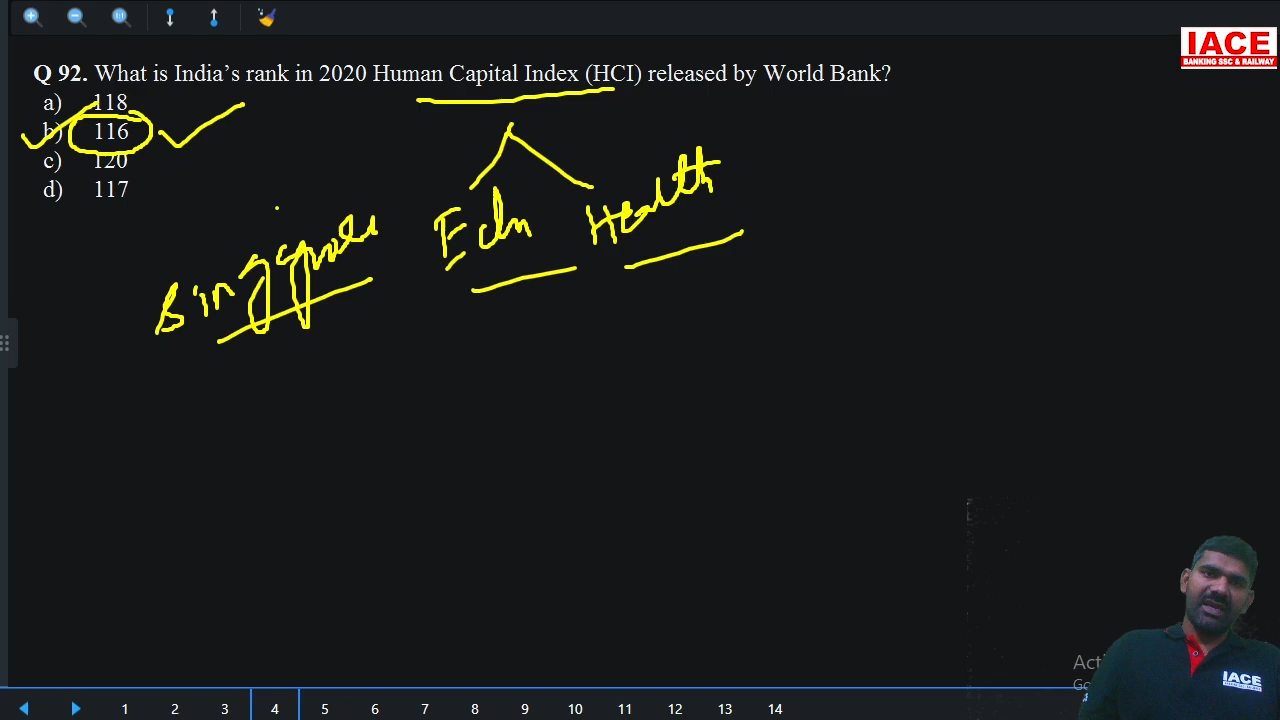 IACE
BANKING SSC & RAILWAY
Q 92. What is India's rank in 2020 Human Capital Index (HCI) released by World Bank?
a) 118
b) 116
c) 120
d) 117
Singapore Edn Health
IACE
1 2 3 4 5 6 7 8 9 10 11 12 13 14